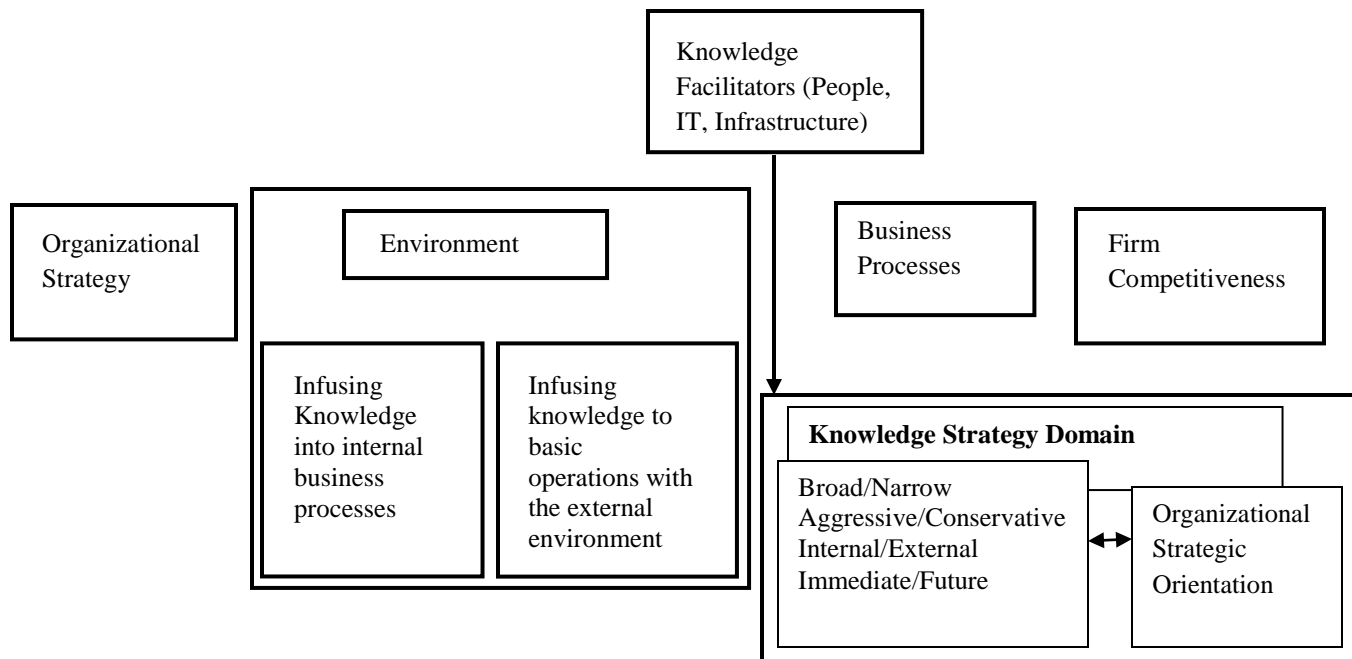 Knowledge
Facilitators (People,
IT, Infrastructure)
Organizational
Strategy
Environment
Business
Processes
Firm
Competitiveness
Infusing
Knowledge
into internal
business
processes
Infusing
knowledge to
basic
operations with
the external
environment
Knowledge Strategy Domain
Broad/Narrow
Aggressive/Conservative
Internal/External
Immediate/Future
Organizational
Strategic
Orientation